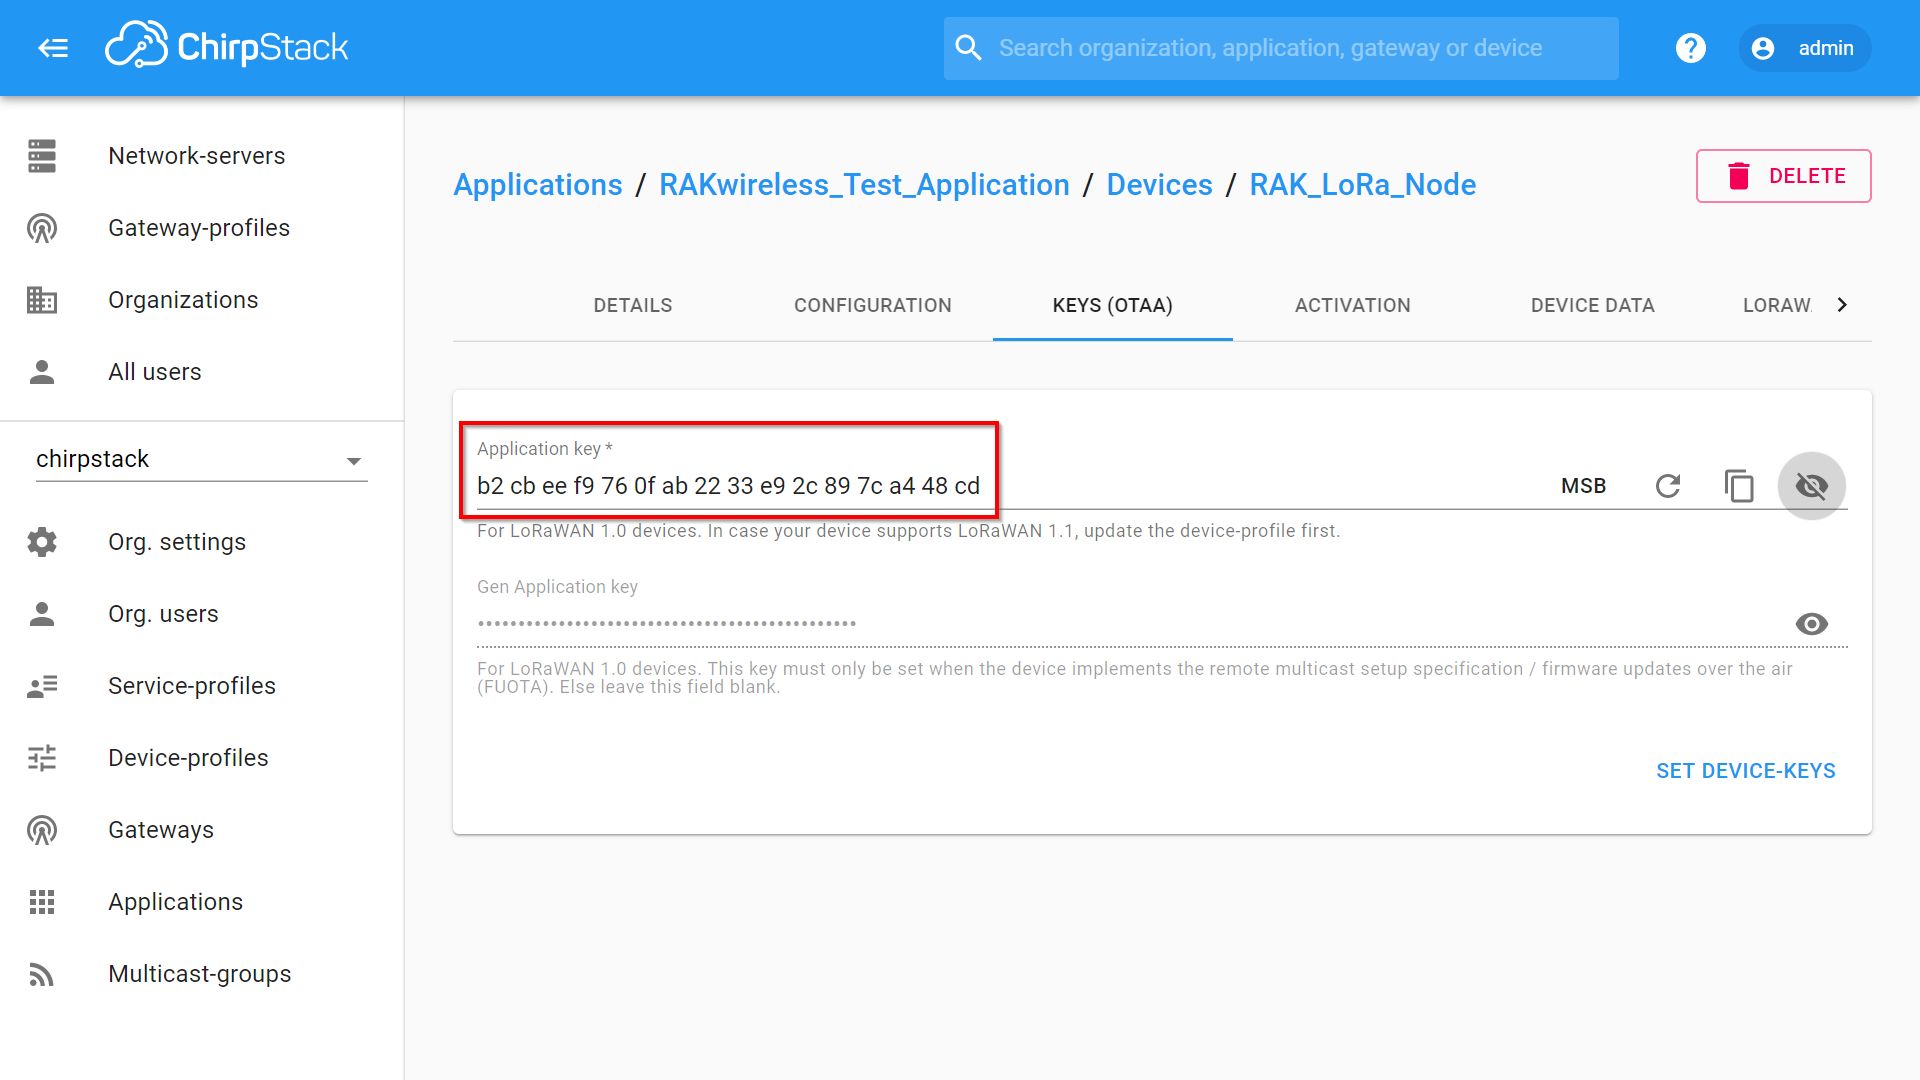 ChirpStack
Search organization, application, gateway or device
? admin
Network-servers
Gateway-profiles
Organizations
All users
chirpstack
Org. settings
Org. users
Service-profiles
Device-profiles
Gateways
Applications
Multicast-groups
Applications / RAKwireless_Test_Application / Devices / RAK_LoRa_Node
DELETE
DETAILS CONFIGURATION KEYS (OTAA) ACTIVATION DEVICE DATA LORAW
Application key *
b2 cb ee f9 76 0f ab 22 33 e9 2c 89 7c a4 48 cd
MSB
For LoRaWAN 1.0 devices. In case your device supports LoRaWAN 1.1, update the device-profile first.
Gen Application key
••••••••••••••••••••••••••••••••••••••••••••••••
For LoRaWAN 1.0 devices. This key must only be set when the device implements the remote multicast setup specification / firmware updates over the air
(FUOTA). Else leave this field blank.
SET DEVICE-KEYS